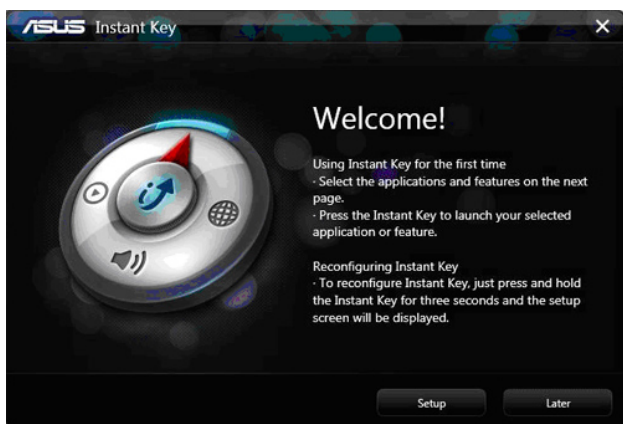 ASUS Instant Key
Welcome!
Using Instant Key for the first time
· Select the applications and features on the next
page.
· Press the Instant Key to launch your selected
application or feature.
Reconfiguring Instant Key
· To reconfigure Instant Key, just press and hold
the Instant Key for three seconds and the setup
screen will be displayed.
Setup Later